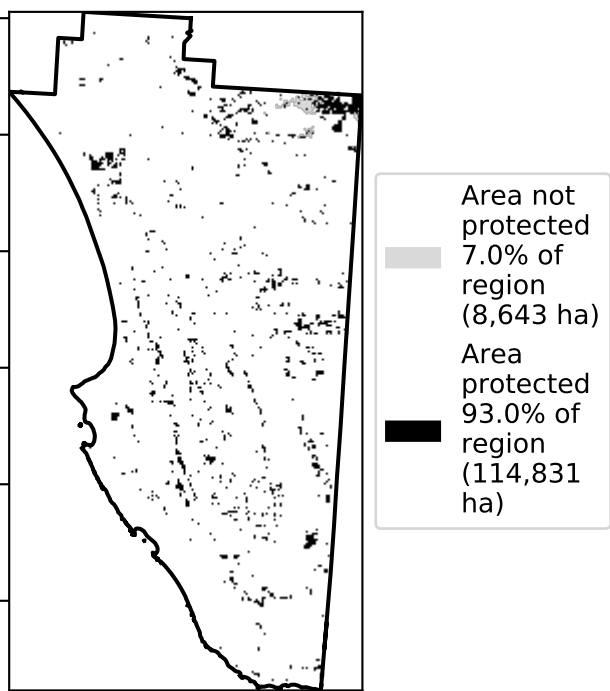 Area not
protected
7.0% of
region
(8,643 ha)
Area
protected
93.0% of
region
(114,831
ha)